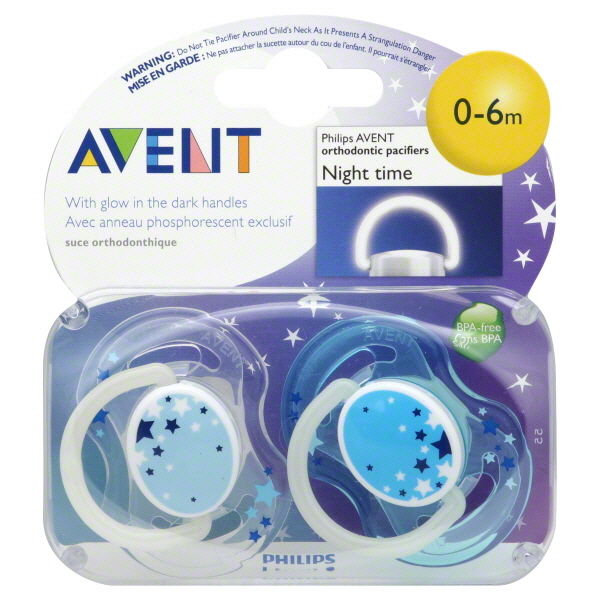 WARNING: Do Not Tie Pacifier Around Child's Neck As It Presents A Strangulation Danger
MISE EN GARDE: Ne pas attacher la sucette autour du cou de l'enfant. Il pourrait s'étrangler
0-6m
AVENT
Philips AVENT
orthodontic pacifiers
Night time
With glow in the dark handles
Avec anneau phosphorescent exclusif
suce orthodonthique
BPA-free
Sans BPA
AVENT
AVENT
PHILIPS